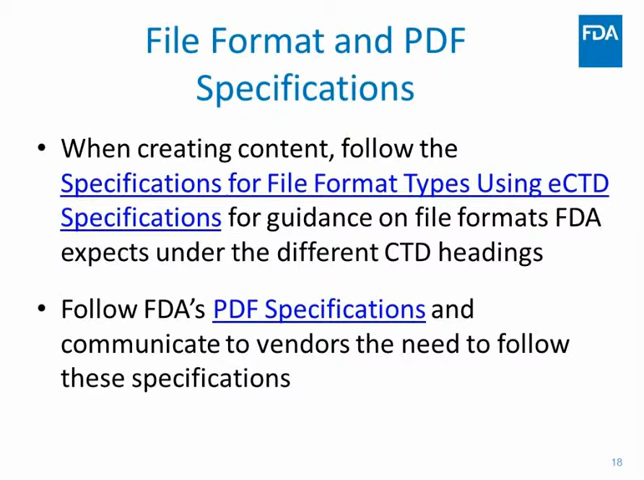 File Format and PDF
Specifications
FDA
• When creating content, follow the
Specifications for File Format Types Using eCTD
Specifications for guidance on file formats FDA
expects under the different CTD headings
• Follow FDA’s PDF Specifications and
communicate to vendors the need to follow
these specifications
18